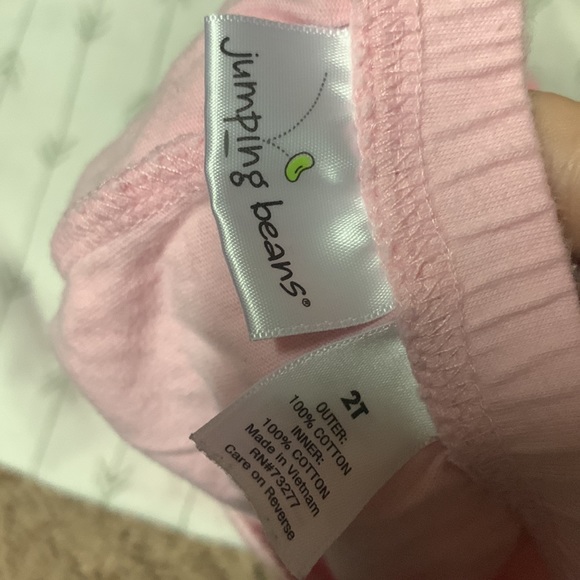 jumping beans®
2T
OUTER:
100% COTTON
INNER:
100% COTTON
Made in Vietnam
RN#73277
Care on Reverse